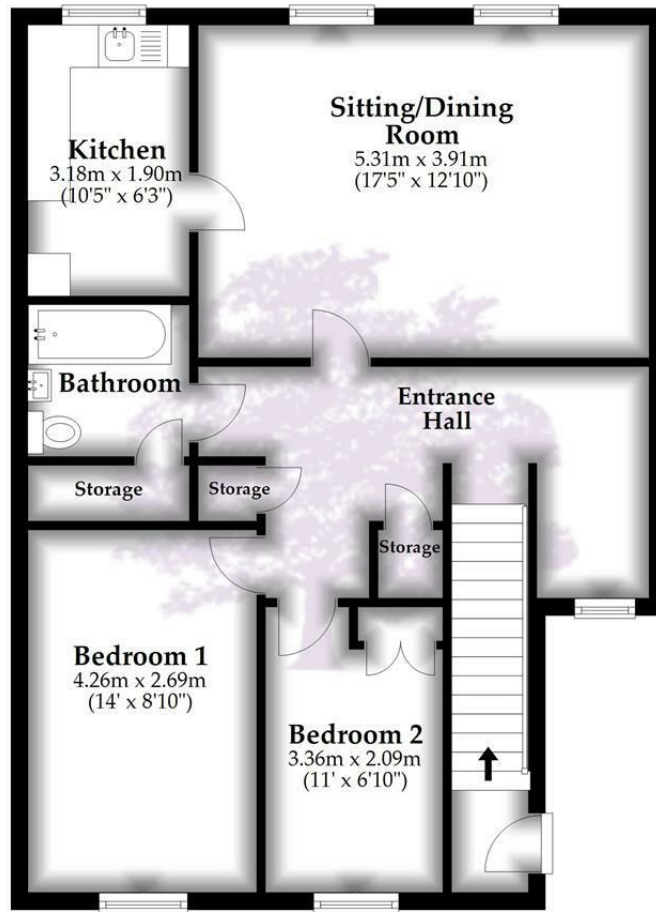 Kitchen
3.18m x 1.90m
(10'5" x 6'3")
Sitting/Dining
Room
5.31m x 3.91m
(17'5" x 12'10")
Bathroom
Entrance
Hall
Storage
Storage
Storage
Bedroom 1
4.26m x 2.69m
(14' x 8'10")
Bedroom 2
3.36m x 2.09m
(11' x 6'10")